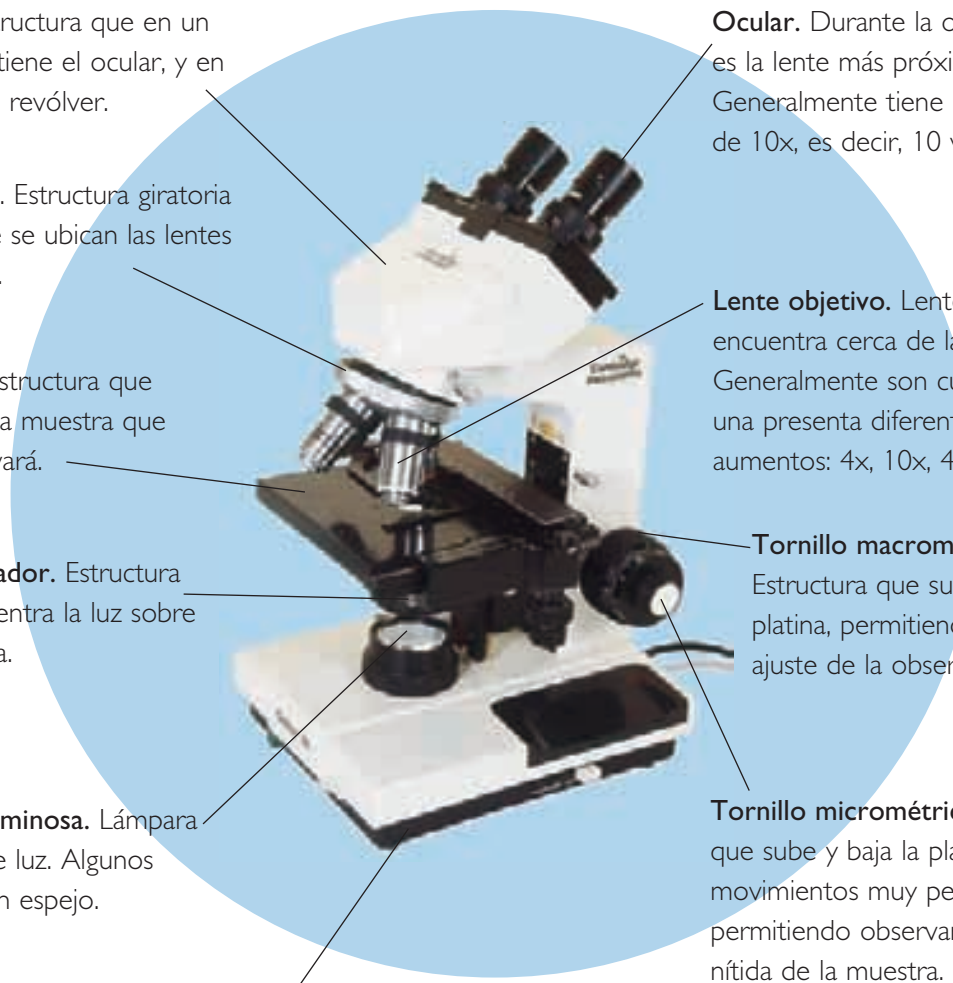 ructura que en un
tiene el ocular, y en
revólver.
. Estructura giratoria
se ubican las lentes
structura que
a muestra que
vará.
ador. Estructura
entra la luz sobre
a.
minosa. Lámpara
e luz. Algunos
n espejo.
Ocular. Durante la
es la lente más próxi
Generalmente tiene
de 10x, es decir, 10
Lente objetivo. Lent
encuentra cerca de la
Generalmente son cu
una presenta diferent
aumentos: 4x, 10x, 4
Tornillo macrom
Estructura que su
platina, permitiend
ajuste de la obser
Tornillo micrométric
que sube y baja la pla
movimientos muy pe
permitiendo observar
nítida de la muestra.